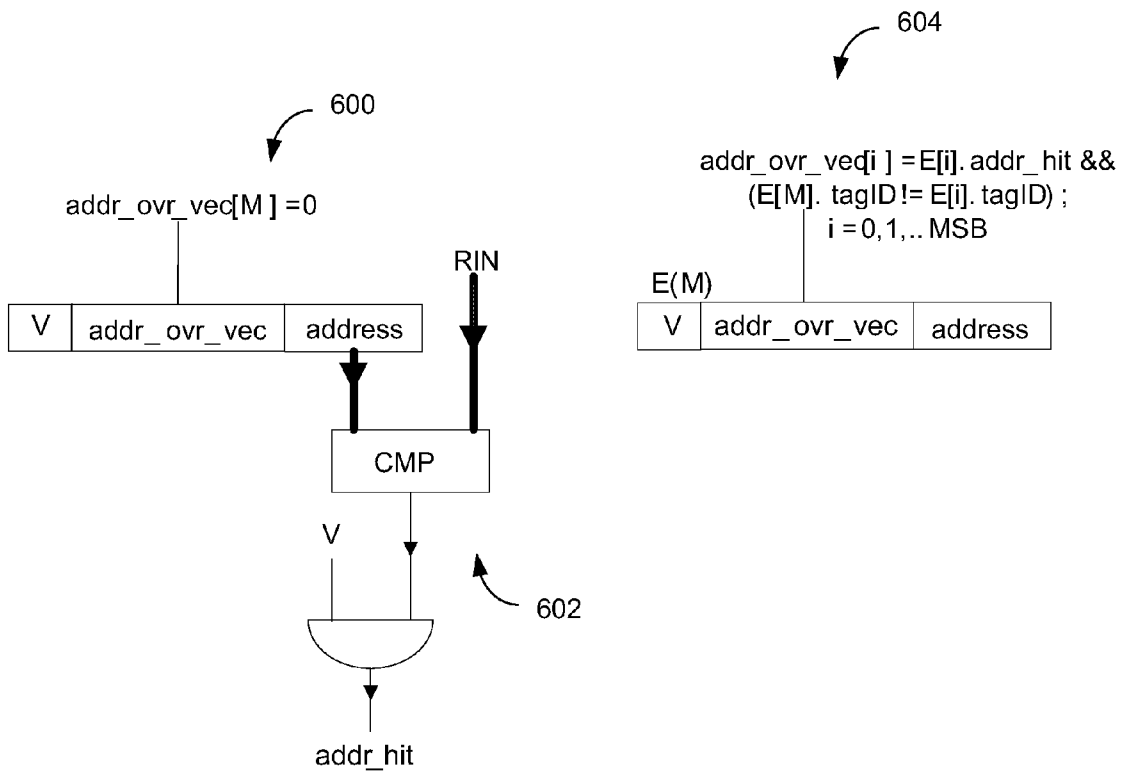 600
addr_ovr_vec[M] =0
RIN
V addr_ovr_vec address
CMP
V
602
addr_hit
604
addr_ovr_vec[i ] =E[i]. addr_hit &&
(E[M]. tagID != E[i]. tagID) ;
i =0,1,.. MSB
E(M)
V addr_ovr_vec address